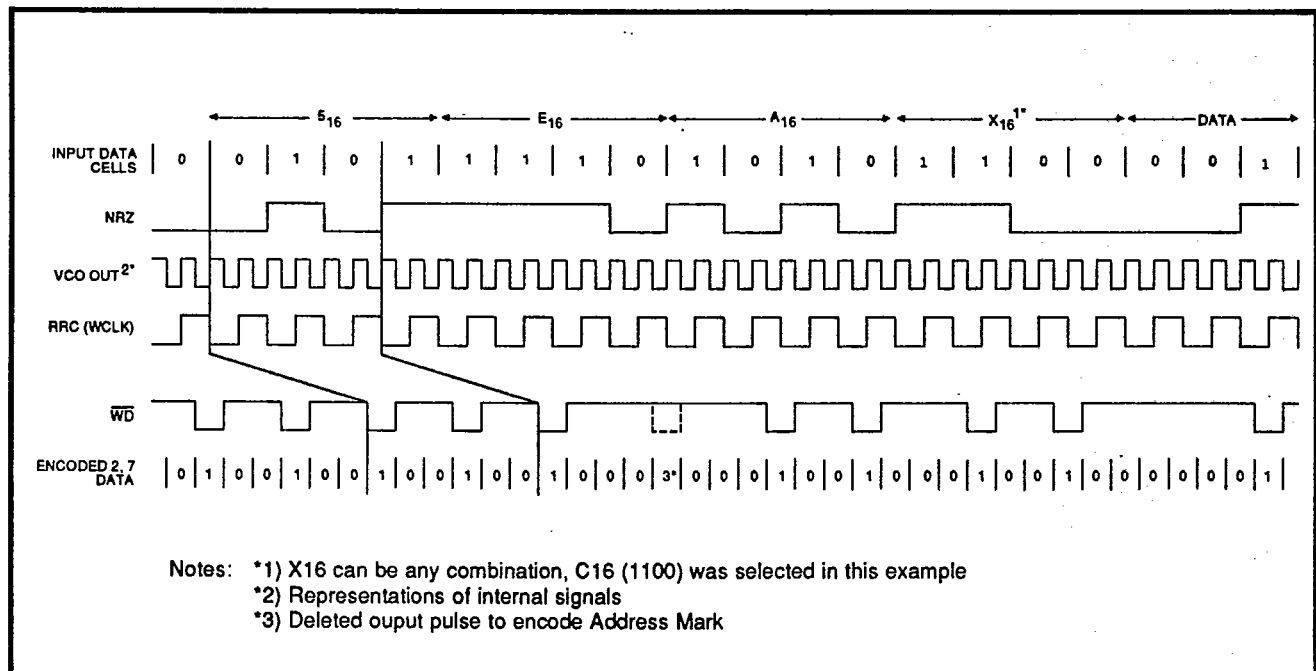 5₁₆ E₁₆ A₁₆ X₁₆¹* DATA
INPUT DATA CELLS 0 0 1 0 1 1 1 1 0 1 0 1 0 1 1 0 0 0 0 1
NRZ
VCO OUT²*
RRC (WCLK)
WD
ENCODED 2, 7 DATA 0 1 0 0 1 0 0 1 0 0 1 0 0 1 0 0 0 3* 0 0 0 1 0 0 1 0 0 0 1 0 0 1 0 0 0 0 0 0 1
Notes: *1) X16 can be any combination, C16 (1100) was selected in this example
*2) Representations of internal signals
*3) Deleted ouput pulse to encode Address Mark